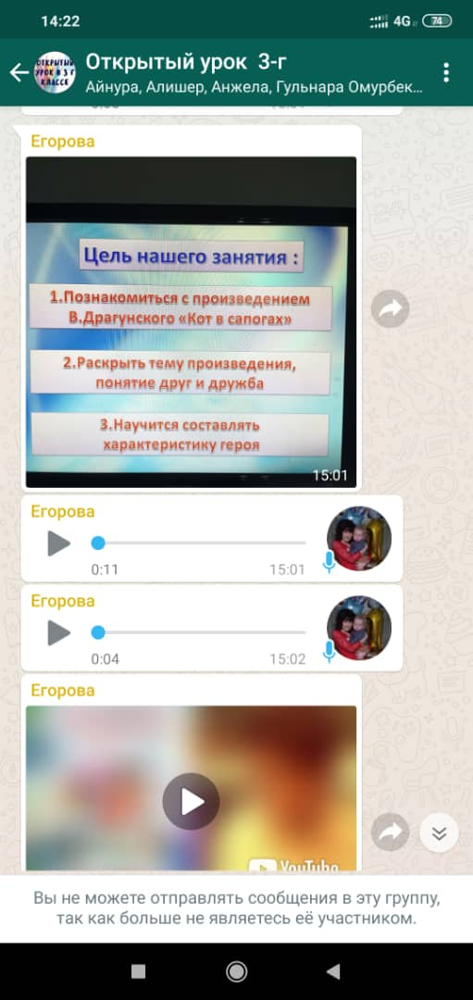 14:22
4G
74
ОТКРЫТЫЙ
УРОК В 3 Г
КЛАССЕ
Открытый урок 3-г
Айнура, Алишер, Анжела, Гульнара Омурбек...
Егорова
Цель нашего занятия :
1.Познакомиться с произведением
В.Драгунского «Кот в сапогах»
2.Раскрыть тему произведения,
понятие друг и дружба
3.Научится составлять
характеристику героя
15:01
Егорова
0:11
15:01
Егорова
0:04
15:02
Егорова
YouTube
Вы не можете отправлять сообщения в эту группу,
так как больше не являетесь её участником.